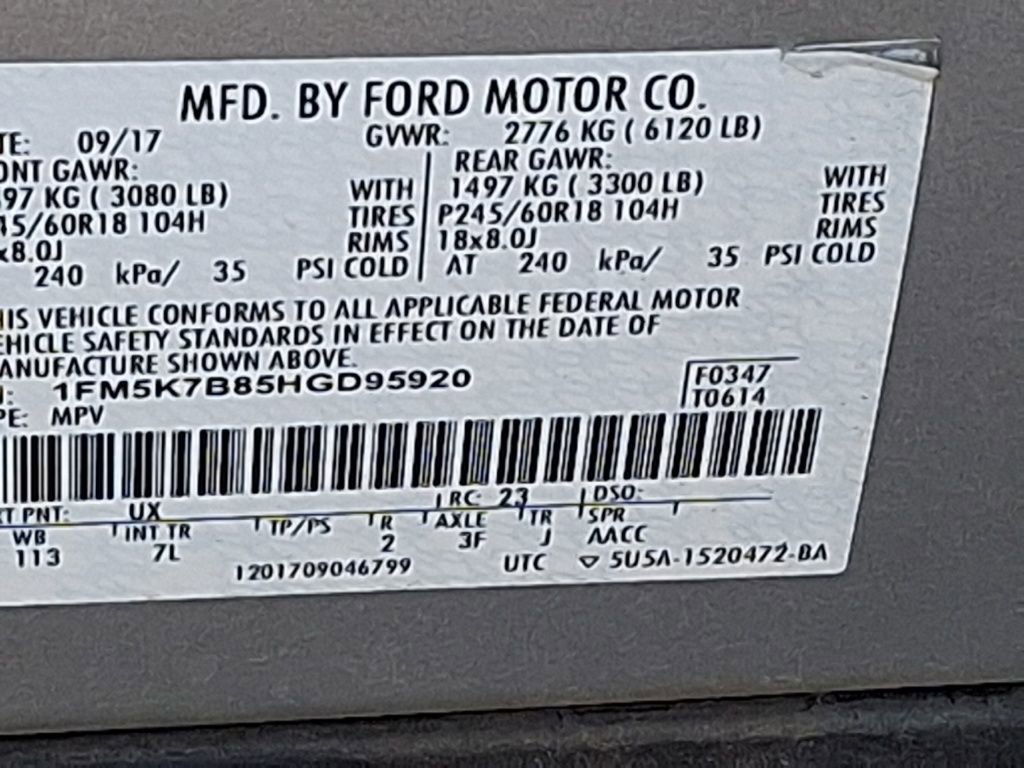 MFD. BY FORD MOTOR CO.
TE: 09/17 GVWR: 2776 KG ( 6120 LB)
ONT GAWR: REAR GAWR:
97 KG ( 3080 LB) WITH 1497 KG ( 3300 LB) WITH
45/60R18 104H TIRES P245/60R18 104H TIRES
x8.0J RIMS 18x8.0J RIMS
240 kPa/ 35 PSI COLD AT 240 kPa/ 35 PSI COLD
HIS VEHICLE CONFORMS TO ALL APPLICABLE FEDERAL MOTOR
EHICLE SAFETY STANDARDS IN EFFECT ON THE DATE OF
ANUFACTURE SHOWN ABOVE.
: 1FM5K7B85HGD95920 F0347
PE: MPV T0614
XT PNT: UX RC: 23 DSO:
WB INT TR TP/PS R AXLE TR SPR
113 7L 2 3F J AACC
1201709046799 UTC ▽ 5U5A-1520472-BA